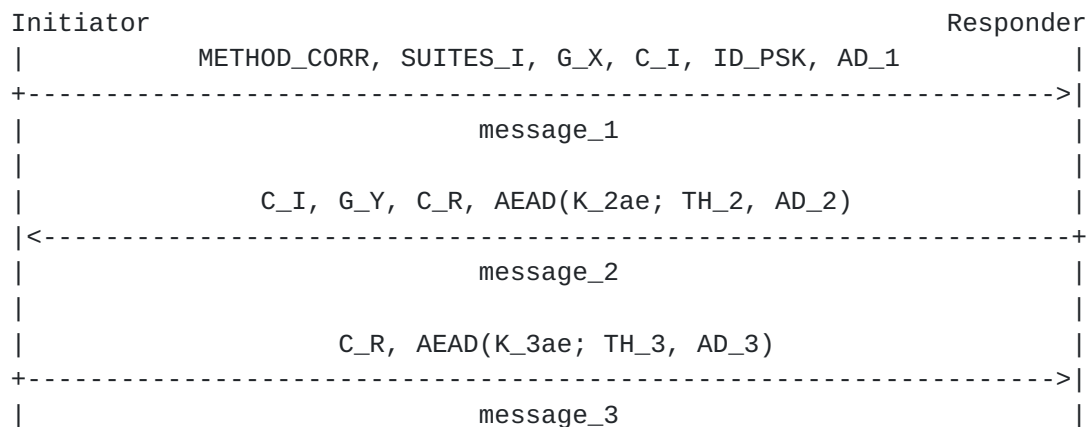 Initiator                                                   Responder
|           METHOD_CORR, SUITES_I, G_X, C_I, ID_PSK, AD_1           |
+------------------------------------------------------------------>|
|                             message_1                             |
|                                                                   |
|               C_I, G_Y, C_R, AEAD(K_2ae; TH_2, AD_2)              |
|<------------------------------------------------------------------+
|                             message_2                             |
|                                                                   |
|                    C_R, AEAD(K_3ae; TH_3, AD_3)                   |
+------------------------------------------------------------------>|
|                             message_3                             |